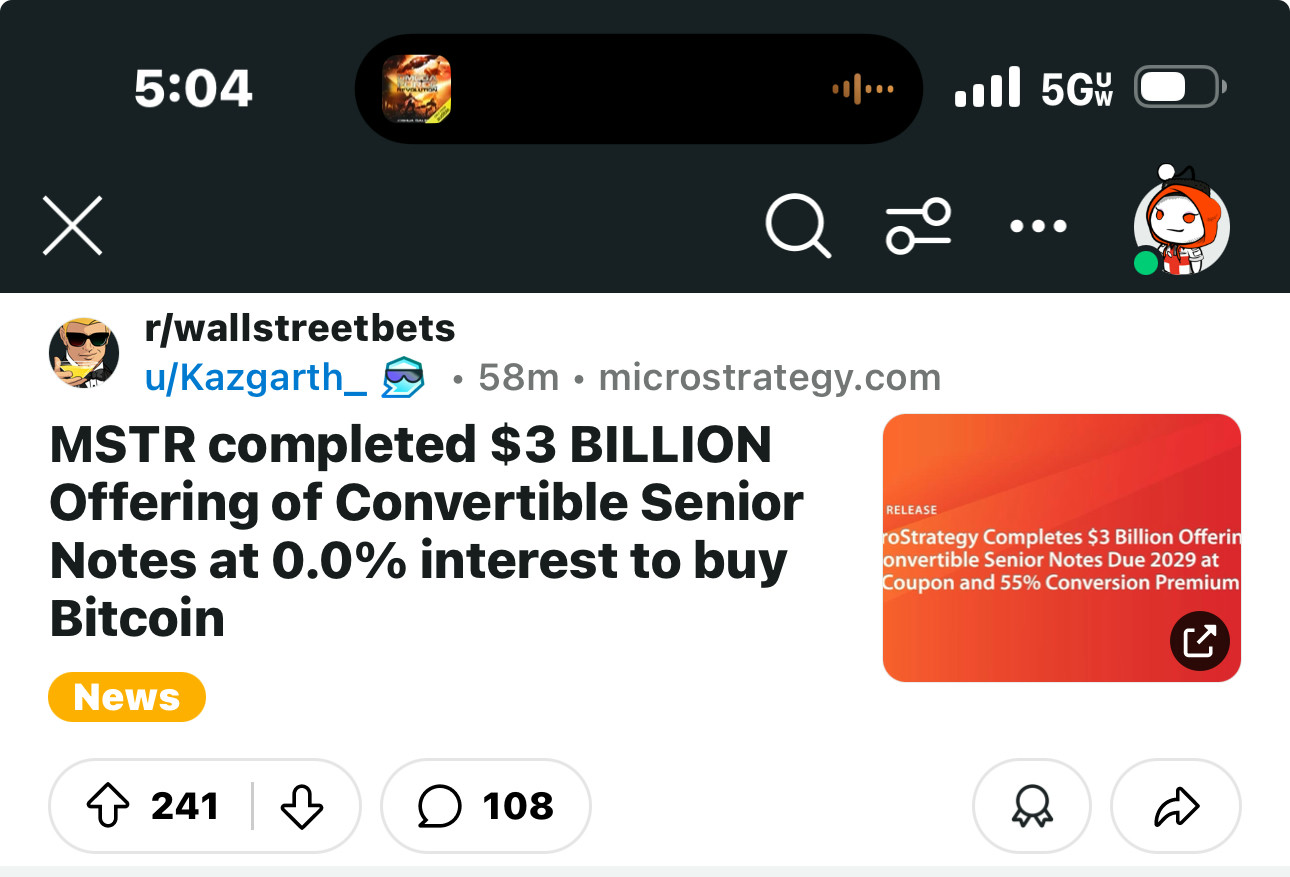 5:04
5GUW
r/wallstreetbets
u/Kazgarth_ • 58m • microstrategy.com
MSTR completed $3 BILLION
Offering of Convertible Senior
Notes at 0.0% interest to buy
Bitcoin
RELEASE
roStrategy Completes $3 Billion Offerin
onvertible Senior Notes Due 2029 at
Coupon and 55% Conversion Premium
News
241
108